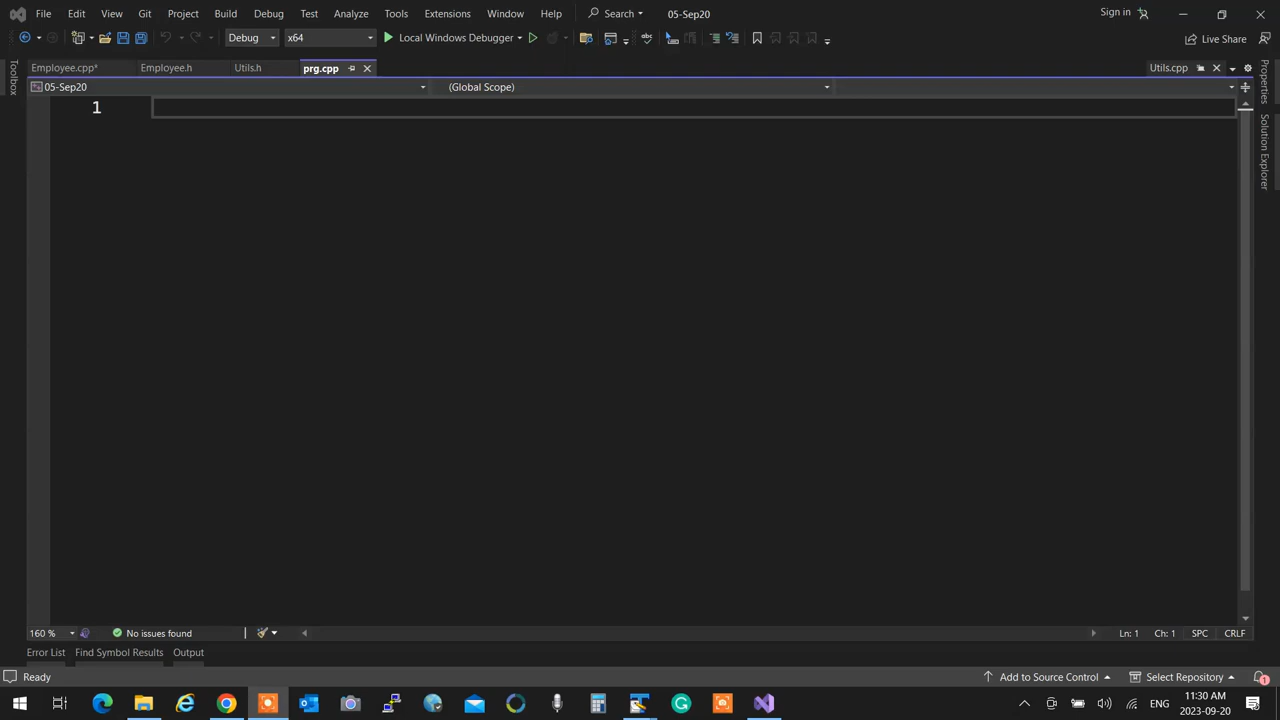 File Edit View Git Project Build Debug Test Analyze Tools Extensions Window Help Search 05-Sep20 Sign in
Debug x64 Local Windows Debugger Live Share
Employee.cpp* Employee.h Utils.h prg.cpp Utils.cpp
05-Sep20 (Global Scope)
1
Toolbox
Properties
Solution Explorer
160 % No issues found Ln: 1 Ch: 1 SPC CRLF
Error List Find Symbol Results Output
Ready Add to Source Control Select Repository 1
11:30 AM
ENG
2023-09-20